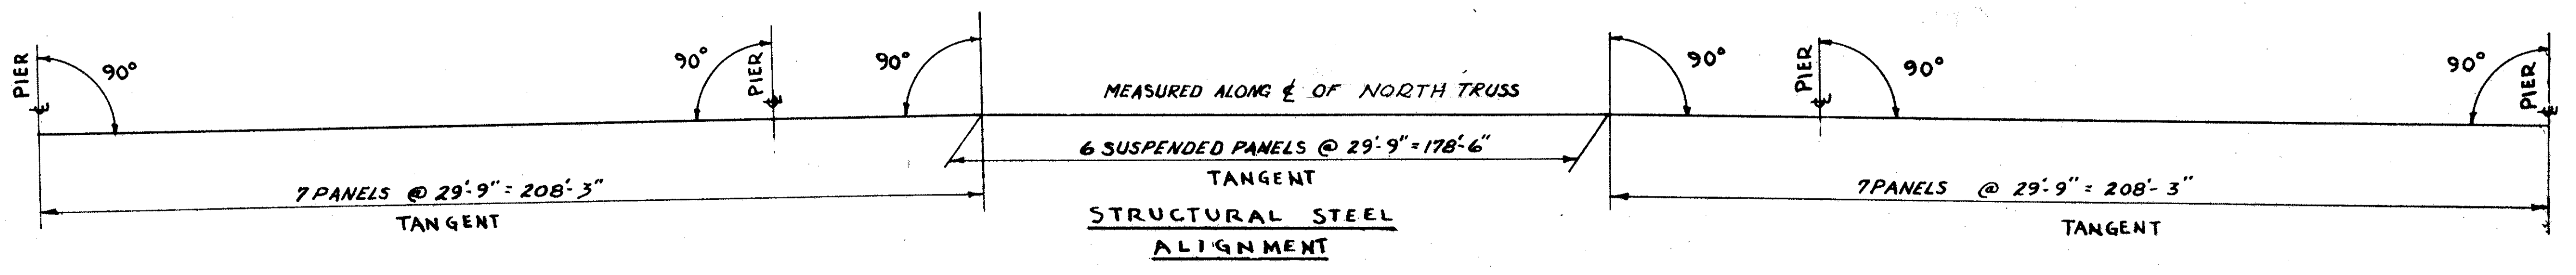 PIER
90°
90°
PIER
90°
MEASURED ALONG ℄ OF NORTH TRUSS
90°
PIER
90°
90°
PIER
6 SUSPENDED PANELS @ 29'-9" = 178'-6"
TANGENT
7 PANELS @ 29'-9" = 208'-3"
TANGENT
7 PANELS @ 29'-9" = 208'-3"
TANGENT
STRUCTURAL STEEL
ALIGNMENT